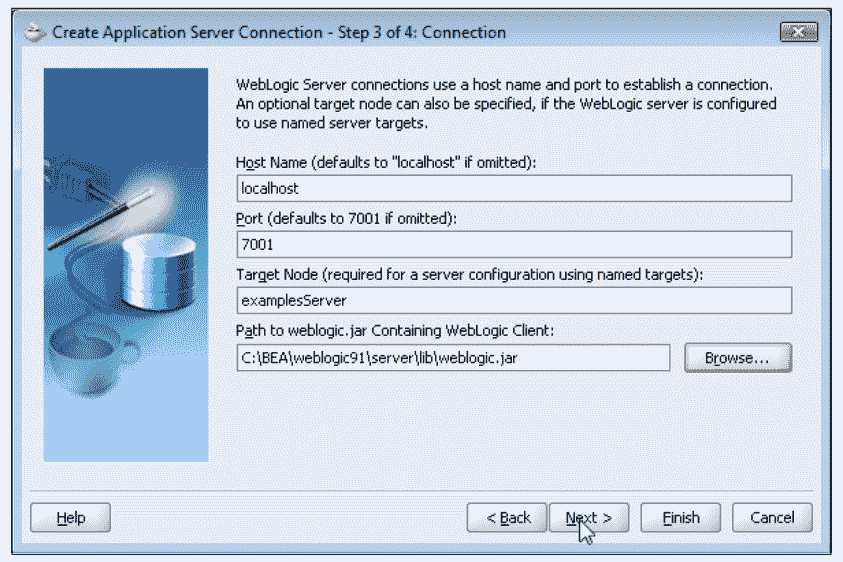 Create Application Server Connection - Step 3 of 4: Connection
WebLogic Server connections use a host name and port to establish a connection.
An optional target node can also be specified, if the WebLogic server is configured
to use named server targets.
Host Name (defaults to "localhost" if omitted):
localhost
Port (defaults to 7001 if omitted):
7001
Target Node (required for a server configuration using named targets):
examplesServer
Path to weblogic.jar Containing WebLogic Client:
C:\BEA\weblogic91\server\lib\weblogic.jar Browse...
Help < Back Next > Finish Cancel